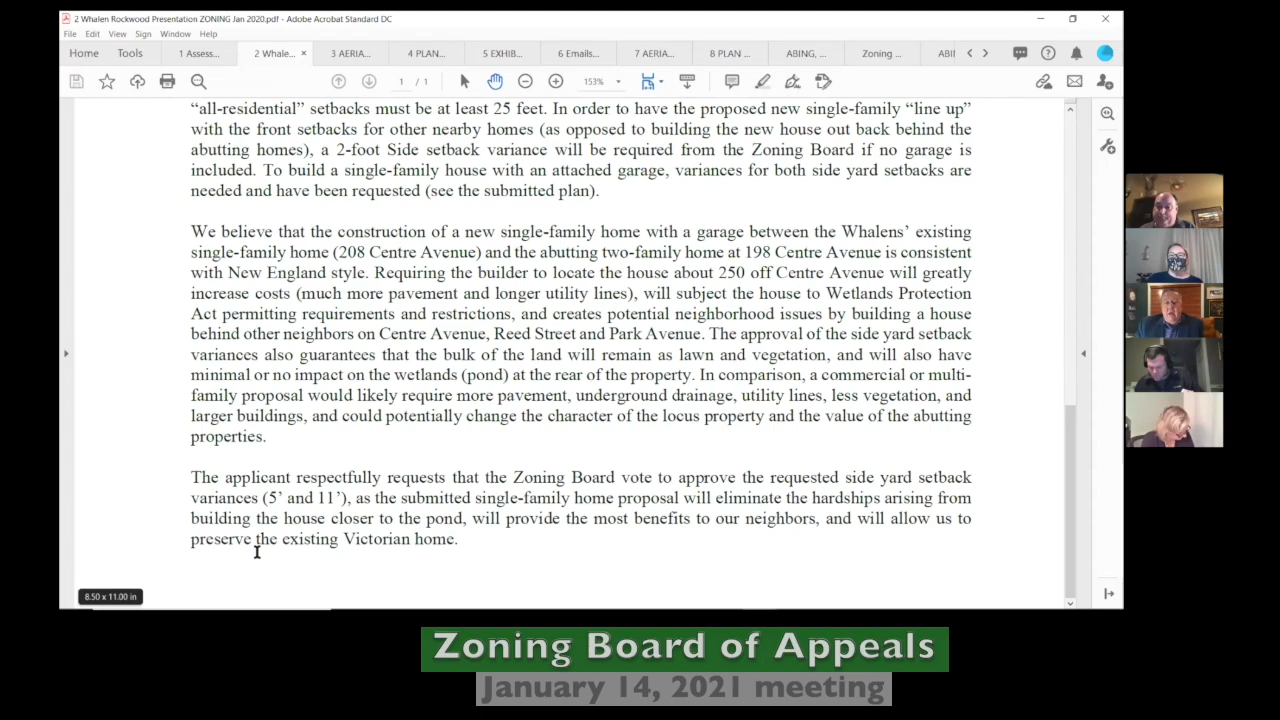 2 Whalen Rockwood Presentation ZONING Jan 2020.pdf - Adobe Acrobat Standard DC
File Edit View Sign Window Help
Home Tools 1 Assess... 2 Whale... × 3 AERIA... 4 PLAN... 5 EXHIB... 6 Emails... 7 AERIA... 8 PLAN ... ABING, ... Zoning ... ABII
1 / 1 153%
“all-residential” setbacks must be at least 25 feet. In order to have the proposed new single-family “line up”
with the front setbacks for other nearby homes (as opposed to building the new house out back behind the
abutting homes), a 2-foot Side setback variance will be required from the Zoning Board if no garage is
included. To build a single-family house with an attached garage, variances for both side yard setbacks are
needed and have been requested (see the submitted plan).
We believe that the construction of a new single-family home with a garage between the Whalens’ existing
single-family home (208 Centre Avenue) and the abutting two-family home at 198 Centre Avenue is consistent
with New England style. Requiring the builder to locate the house about 250 off Centre Avenue will greatly
increase costs (much more pavement and longer utility lines), will subject the house to Wetlands Protection
Act permitting requirements and restrictions, and creates potential neighborhood issues by building a house
behind other neighbors on Centre Avenue, Reed Street and Park Avenue. The approval of the side yard setback
variances also guarantees that the bulk of the land will remain as lawn and vegetation, and will also have
minimal or no impact on the wetlands (pond) at the rear of the property. In comparison, a commercial or multi-
family proposal would likely require more pavement, underground drainage, utility lines, less vegetation, and
larger buildings, and could potentially change the character of the locus property and the value of the abutting
properties.
The applicant respectfully requests that the Zoning Board vote to approve the requested side yard setback
variances (5’ and 11’), as the submitted single-family home proposal will eliminate the hardships arising from
building the house closer to the pond, will provide the most benefits to our neighbors, and will allow us to
preserve the existing Victorian home.
8.50 x 11.00 in
Zoning Board of Appeals
January 14, 2021 meeting